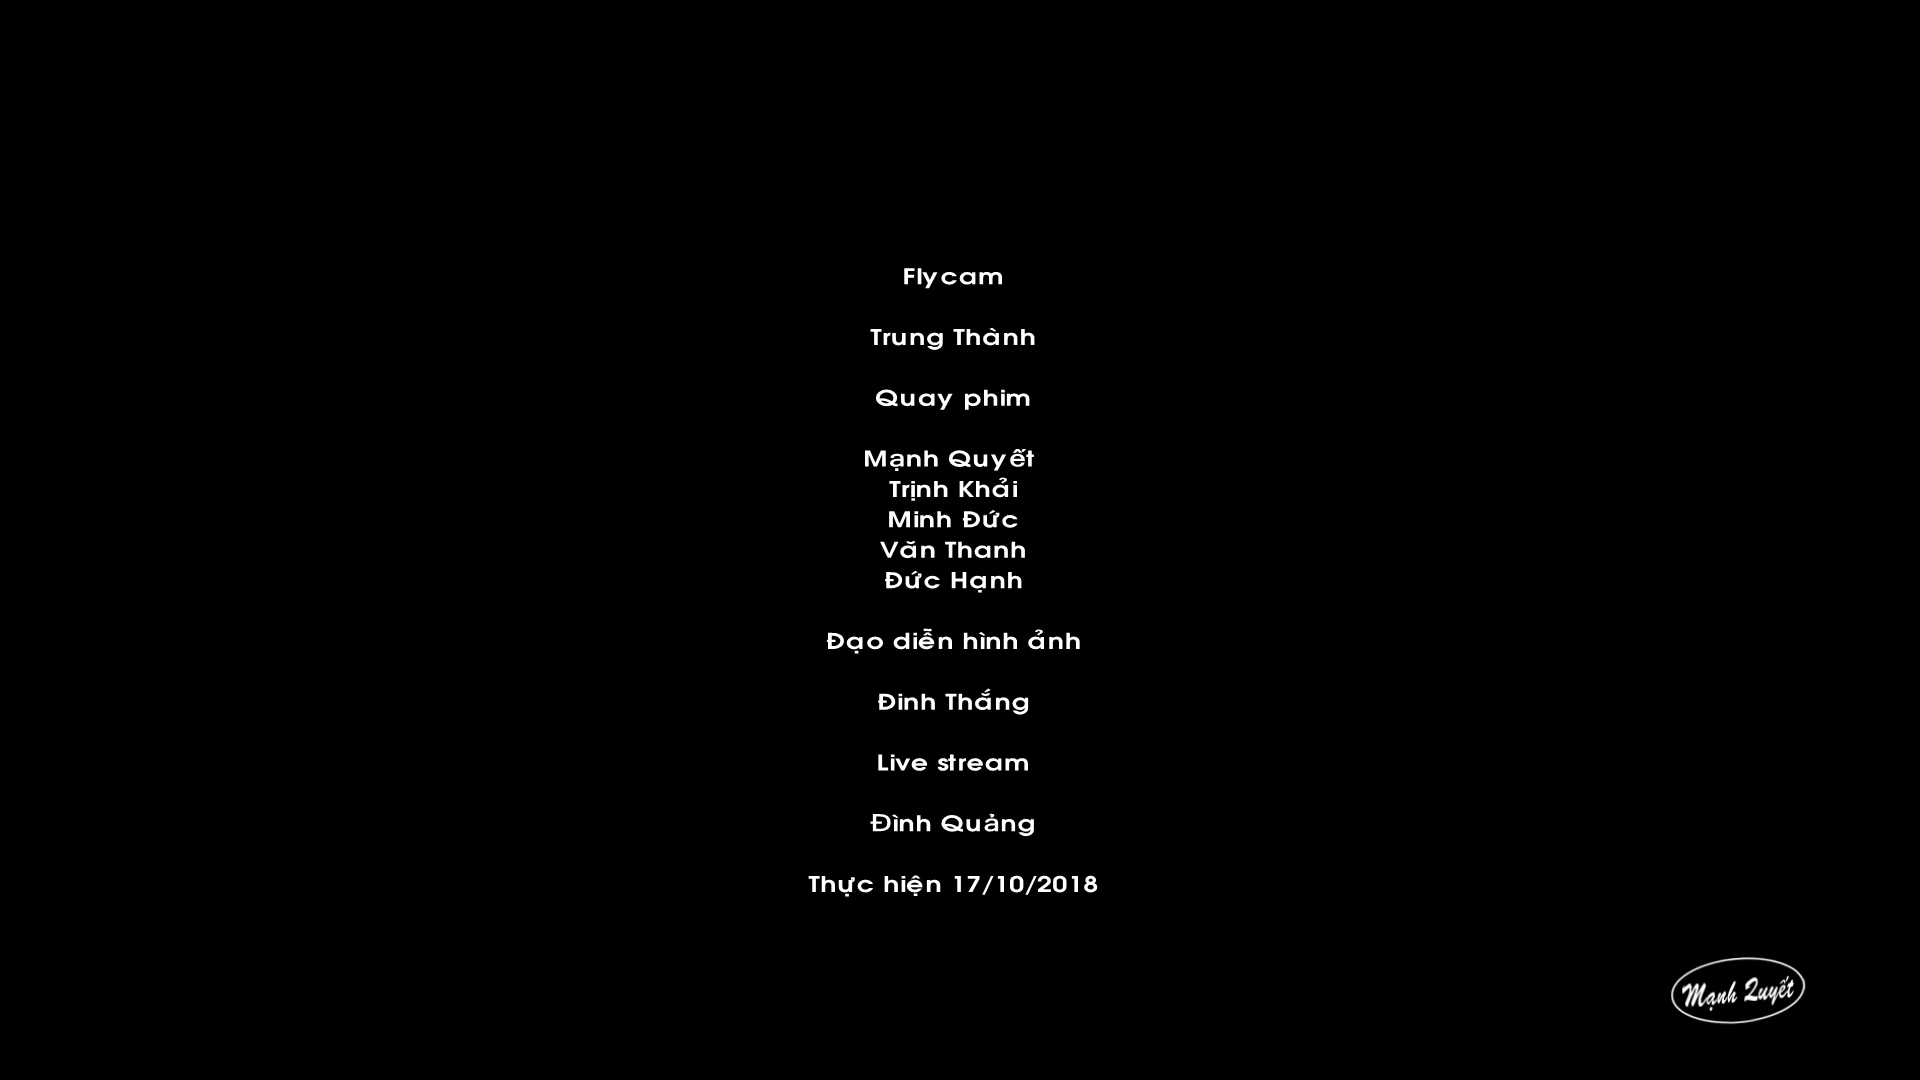 Flycam
Trung Thành
Quay phim
Mạnh Quyết
Trịnh Khải
Minh Đức
Văn Thanh
Đức Hạnh
Đạo diễn hình ảnh
Đinh Thắng
Live stream
Đình Quảng
Thực hiện 17/10/2018
Mạnh Quyết